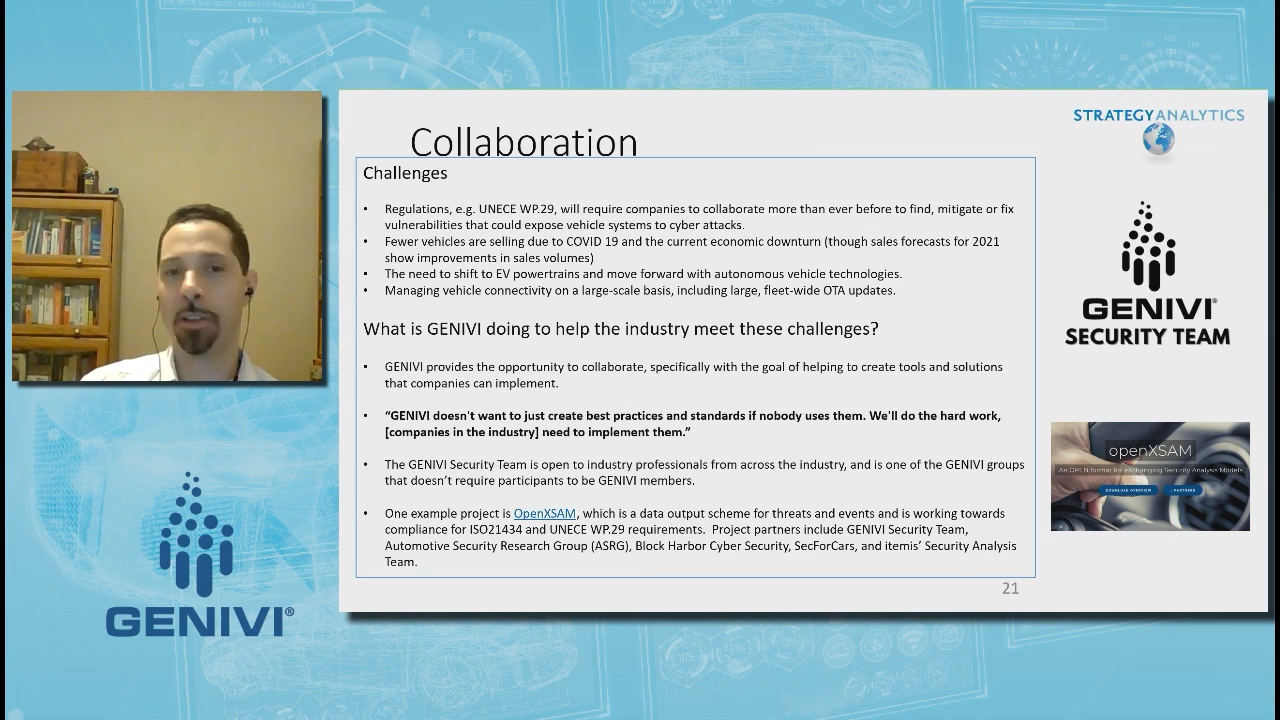 Collaboration
STRATEGYANALYTICS
Challenges
• Regulations, e.g. UNECE WP.29, will require companies to collaborate more than ever before to find, mitigate or fix
vulnerabilities that could expose vehicle systems to cyber attacks.
• Fewer vehicles are selling due to COVID 19 and the current economic downturn (though sales forecasts for 2021
show improvements in sales volumes)
• The need to shift to EV powertrains and move forward with autonomous vehicle technologies.
• Managing vehicle connectivity on a large-scale basis, including large, fleet-wide OTA updates.
What is GENIVI doing to help the industry meet these challenges?
• GENIVI provides the opportunity to collaborate, specifically with the goal of helping to create tools and solutions
that companies can implement.
• “GENIVI doesn't want to just create best practices and standards if nobody uses them. We'll do the hard work,
[companies in the industry] need to implement them.”
• The GENIVI Security Team is open to industry professionals from across the industry, and is one of the GENIVI groups
that doesn’t require participants to be GENIVI members.
• One example project is OpenXSAM, which is a data output scheme for threats and events and is working towards
compliance for ISO21434 and UNECE WP.29 requirements.  Project partners include GENIVI Security Team,
Automotive Security Research Group (ASRG), Block Harbor Cyber Security, SecForCars, and itemis’ Security Analysis
Team.
21
GENIVI®
SECURITY TEAM
openXSAM
An OPEN format for eXchanging Security Analysis Models
DOWNLOAD OVERVIEW
PARTNERS
GENIVI®